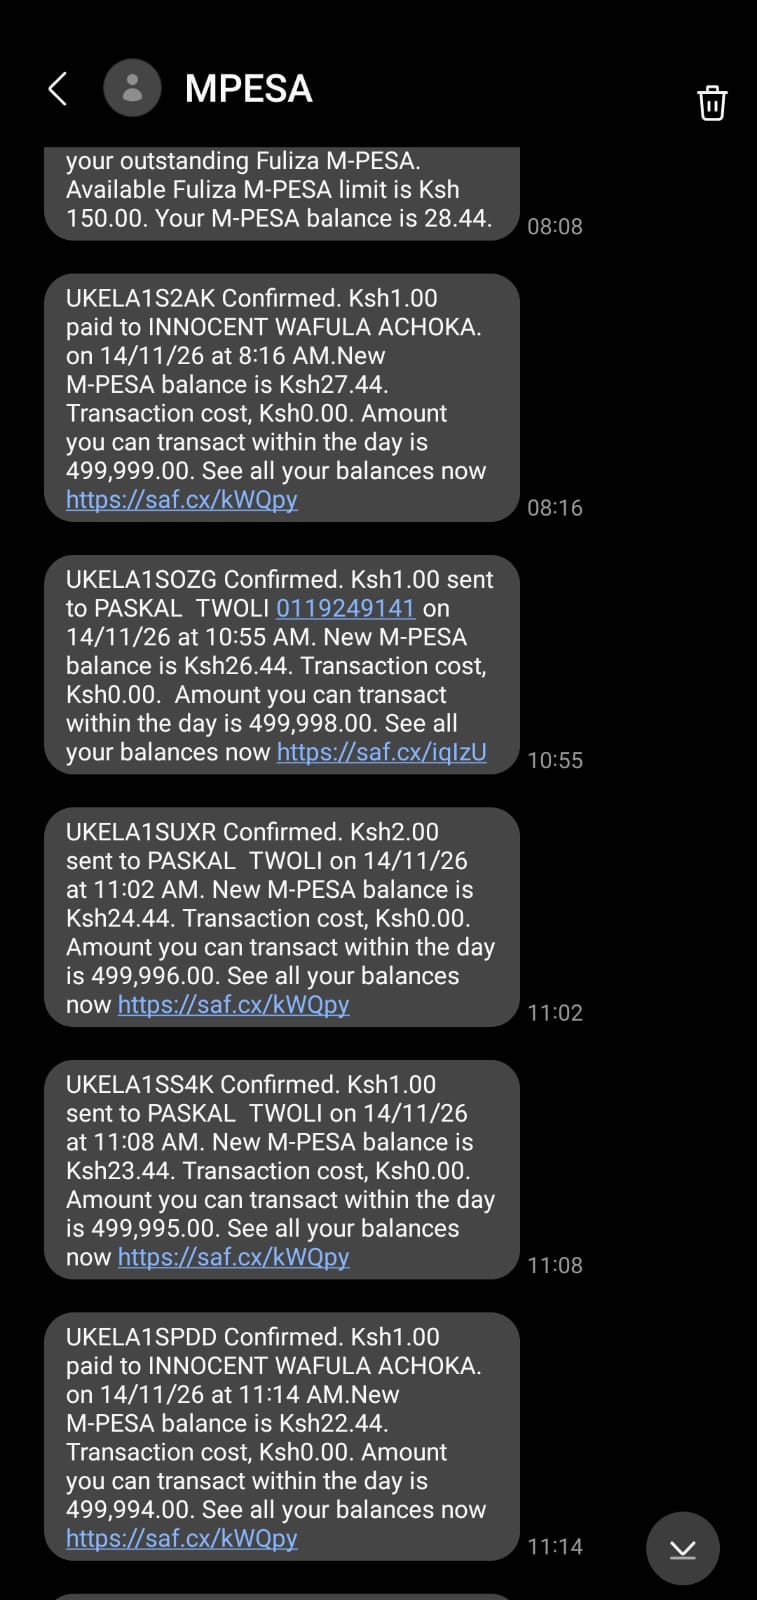 MPESA
your outstanding Fuliza M-PESA.
Available Fuliza M-PESA limit is Ksh
150.00. Your M-PESA balance is 28.44.
08:08
UKELA1S2AK Confirmed. Ksh1.00
paid to INNOCENT WAFULA ACHOKA.
on 14/11/26 at 8:16 AM.New
M-PESA balance is Ksh27.44.
Transaction cost, Ksh0.00. Amount
you can transact within the day is
499,999.00. See all your balances now
https://saf.cx/kWQpy
08:16
UKELA1SOZG Confirmed. Ksh1.00 sent
to PASKAL  TWOLI 0119249141 on
14/11/26 at 10:55 AM. New M-PESA
balance is Ksh26.44. Transaction cost,
Ksh0.00.  Amount you can transact
within the day is 499,998.00. See all
your balances now https://saf.cx/iqIzU
10:55
UKELA1SUXR Confirmed. Ksh2.00
sent to PASKAL  TWOLI on 14/11/26
at 11:02 AM. New M-PESA balance is
Ksh24.44. Transaction cost, Ksh0.00.
Amount you can transact within the day
is 499,996.00. See all your balances
now https://saf.cx/kWQpy
11:02
UKELA1SS4K Confirmed. Ksh1.00
sent to PASKAL  TWOLI on 14/11/26
at 11:08 AM. New M-PESA balance is
Ksh23.44. Transaction cost, Ksh0.00.
Amount you can transact within the day
is 499,995.00. See all your balances
now https://saf.cx/kWQpy
11:08
UKELA1SPDD Confirmed. Ksh1.00
paid to INNOCENT WAFULA ACHOKA.
on 14/11/26 at 11:14 AM.New
M-PESA balance is Ksh22.44.
Transaction cost, Ksh0.00. Amount
you can transact within the day is
499,994.00. See all your balances now
https://saf.cx/kWQpy
11:14